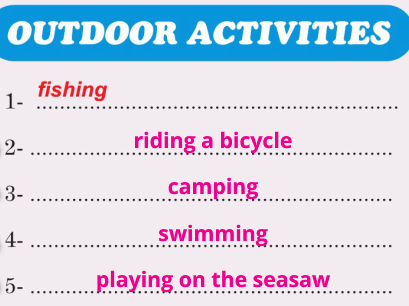 OUTDOOR ACTIVITIES
1- fishing
2- riding a bicycle
3- camping
4- swimming
5- playing on the seasaw